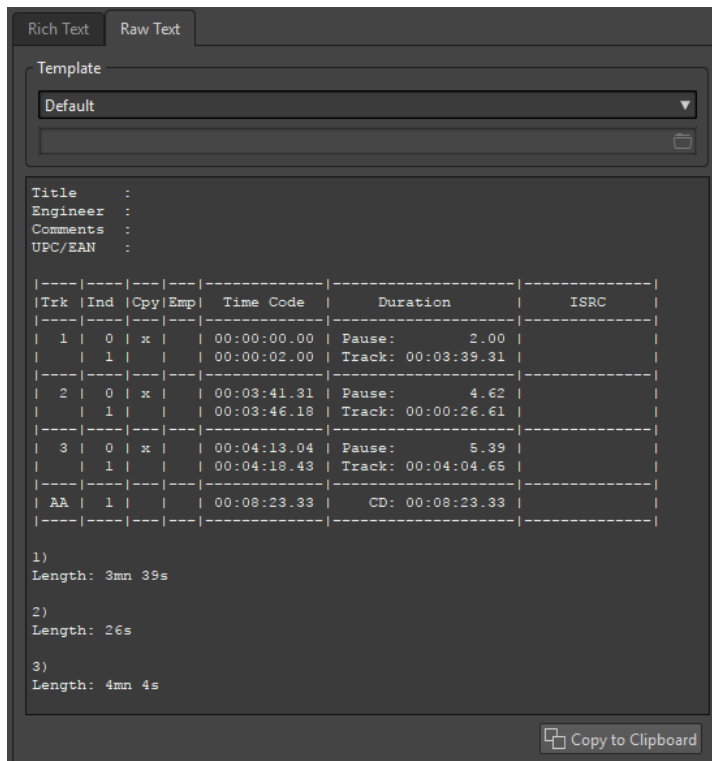 Rich Text Raw Text
Template
Default
Title      :
Engineer   :
Comments   :
UPC/EAN    :
|----|----|---|---|-------------|--------------------|--------------|
|Trk |Ind |Cpy|Emp|  Time Code  |     Duration       |     ISRC     |
|----|----|---|---|-------------|--------------------|--------------|
|  1 |  0 | x |   | 00:00:00.00 | Pause:        2.00 |              |
|    |  1 |   |   | 00:00:02.00 | Track: 00:03:39.31 |              |
|----|----|---|---|-------------|--------------------|--------------|
|  2 |  0 | x |   | 00:03:41.31 | Pause:        4.62 |              |
|    |  1 |   |   | 00:03:46.18 | Track: 00:00:26.61 |              |
|----|----|---|---|-------------|--------------------|--------------|
|  3 |  0 | x |   | 00:04:13.04 | Pause:        5.39 |              |
|    |  1 |   |   | 00:04:18.43 | Track: 00:04:04.65 |              |
|----|----|---|---|-------------|--------------------|--------------|
| AA |  1 |   |   | 00:08:23.33 |    CD: 00:08:23.33 |              |
|----|----|---|---|-------------|--------------------|--------------|
1)
Length: 3mn 39s
2)
Length: 26s
3)
Length: 4mn 4s
Copy to Clipboard